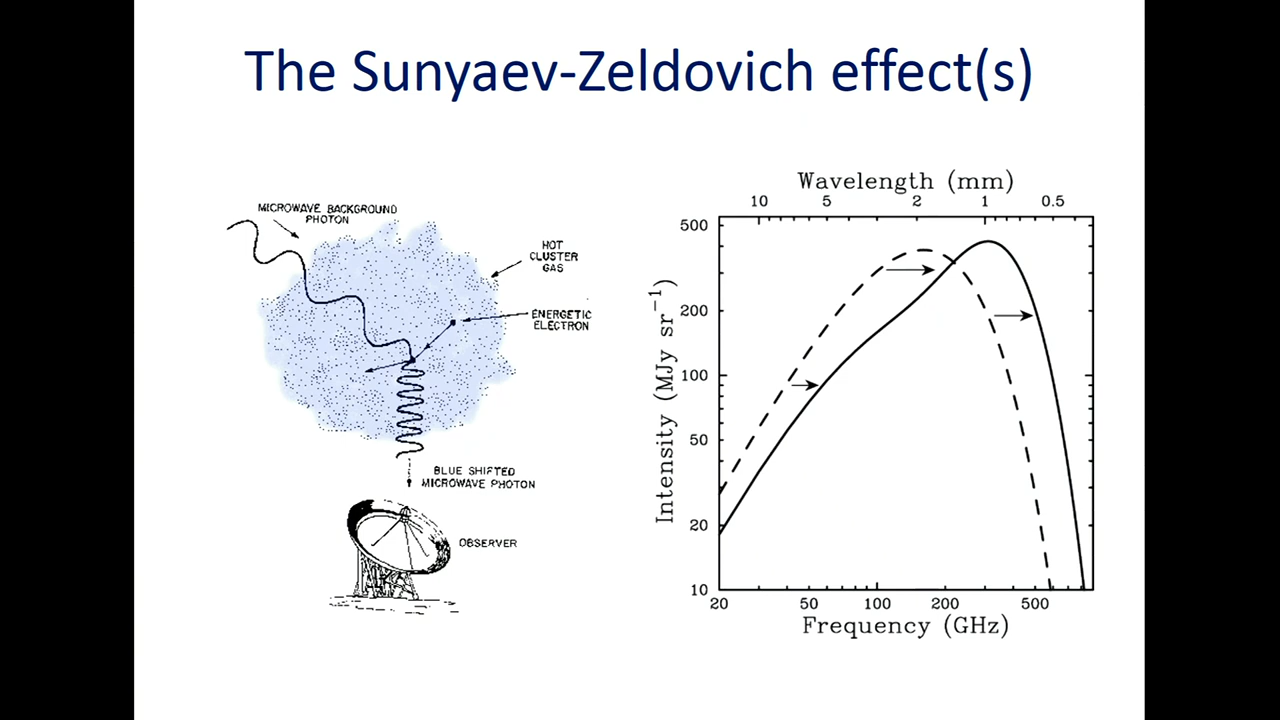 The Sunyaev-Zeldovich effect(s)
MICROWAVE BACKGROUND
PHOTON
HOT
CLUSTER
GAS
ENERGETIC
ELECTRON
BLUE SHIFTED
MICROWAVE PHOTON
OBSERVER
Wavelength (mm)
10 5 2 1 0.5
Intensity (MJy sr⁻¹)
500
200
100
50
20
10
20 50 100 200 500
Frequency (GHz)